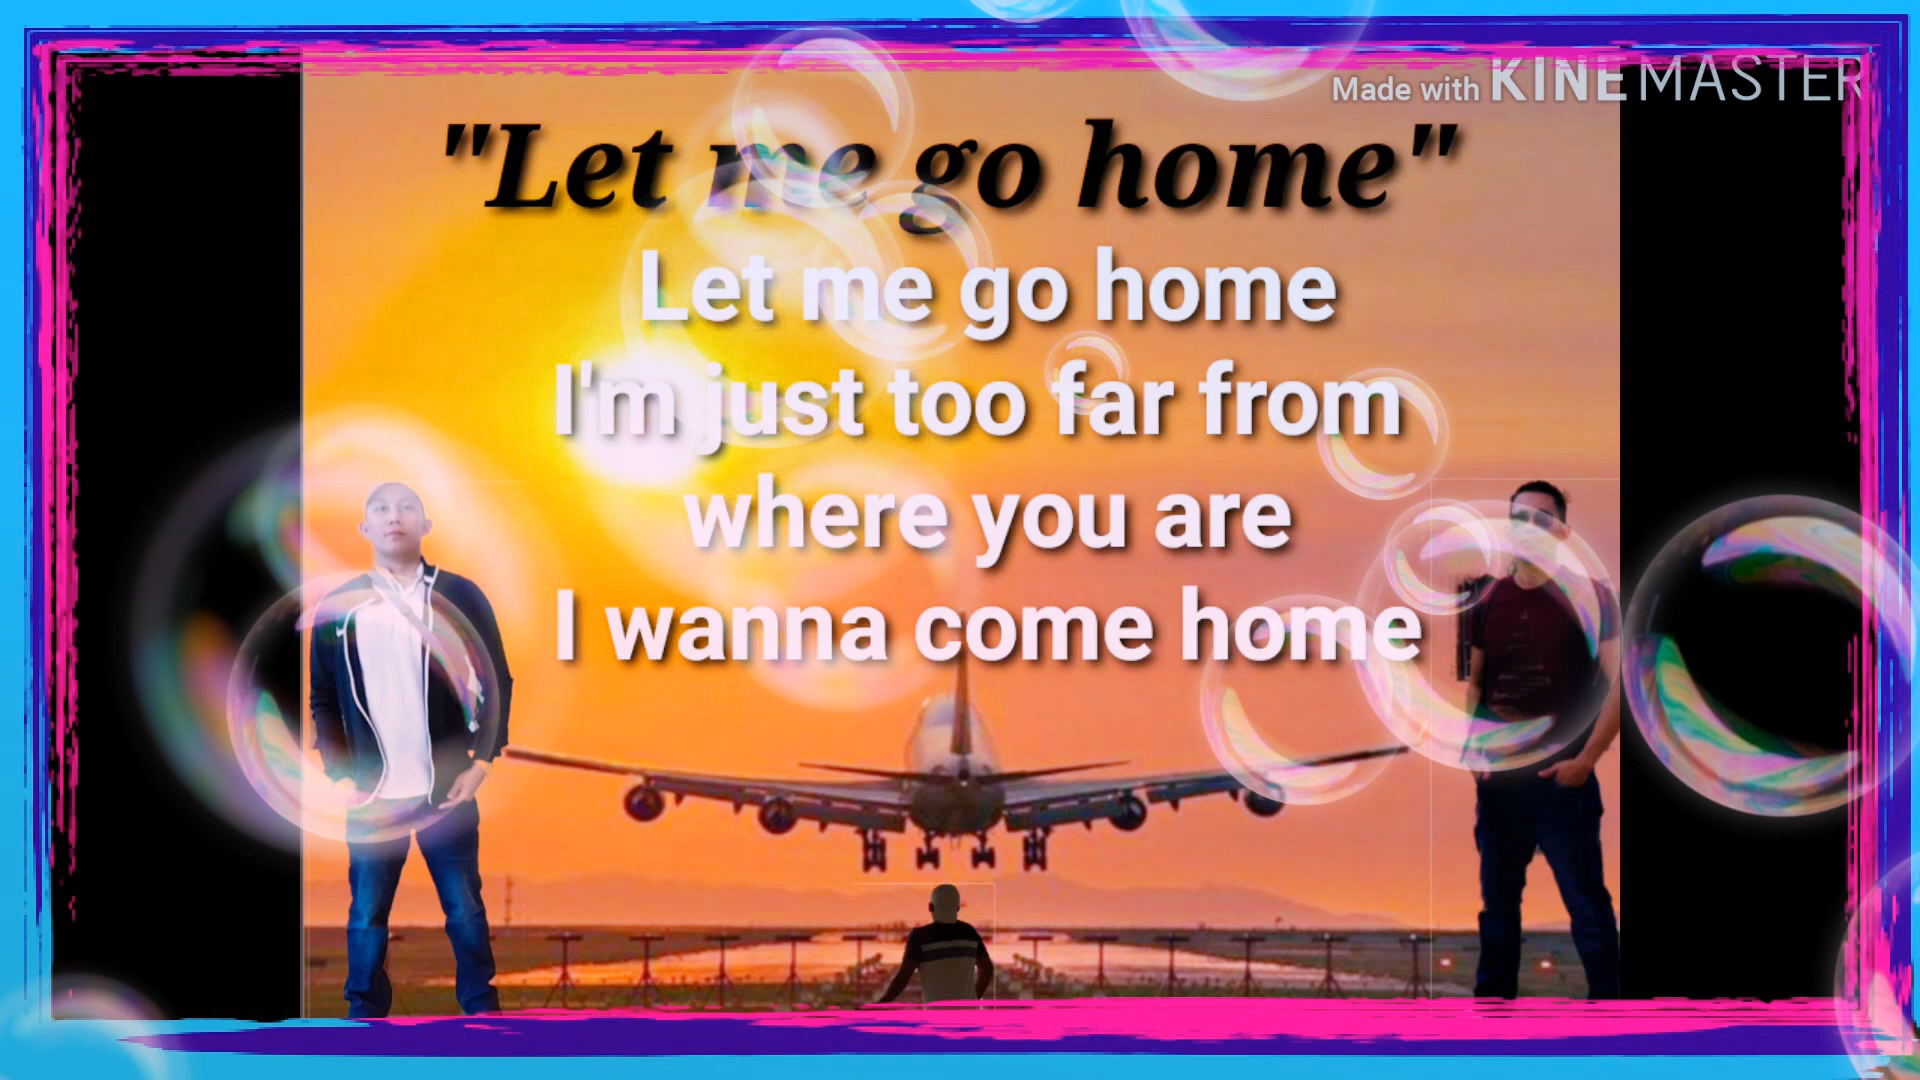 Made with KINEMASTER
"Let me go home"
Let me go home
I'm just too far from
where you are
I wanna come home